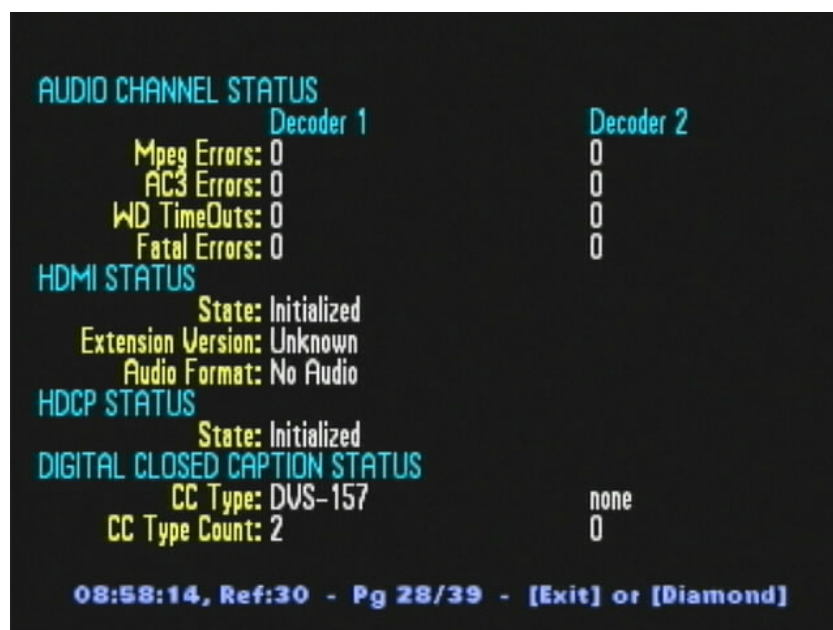 AUDIO CHANNEL STATUS
Decoder 1 Decoder 2
Mpeg Errors: 0 0
AC3 Errors: 0 0
WD TimeOuts: 0 0
Fatal Errors: 0 0
HDMI STATUS
State: Initialized
Extension Version: Unknown
Audio Format: No Audio
HDCP STATUS
State: Initialized
DIGITAL CLOSED CAPTION STATUS
CC Type: DVS-157 none
CC Type Count: 2 0
08:58:14, Ref:30 - Pg 28/39 - [Exit] or [Diamond]